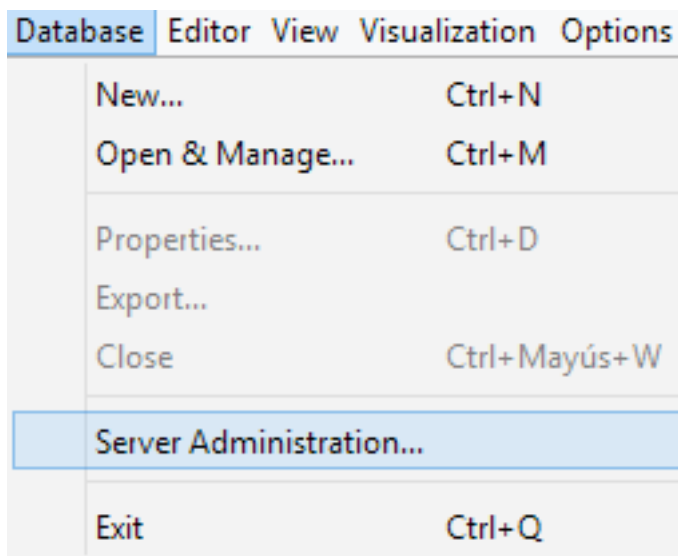 Database Editor View Visualization Options
New... Ctrl+N
Open & Manage... Ctrl+M
Properties... Ctrl+D
Export...
Close Ctrl+Mayús+W
Server Administration...
Exit Ctrl+Q